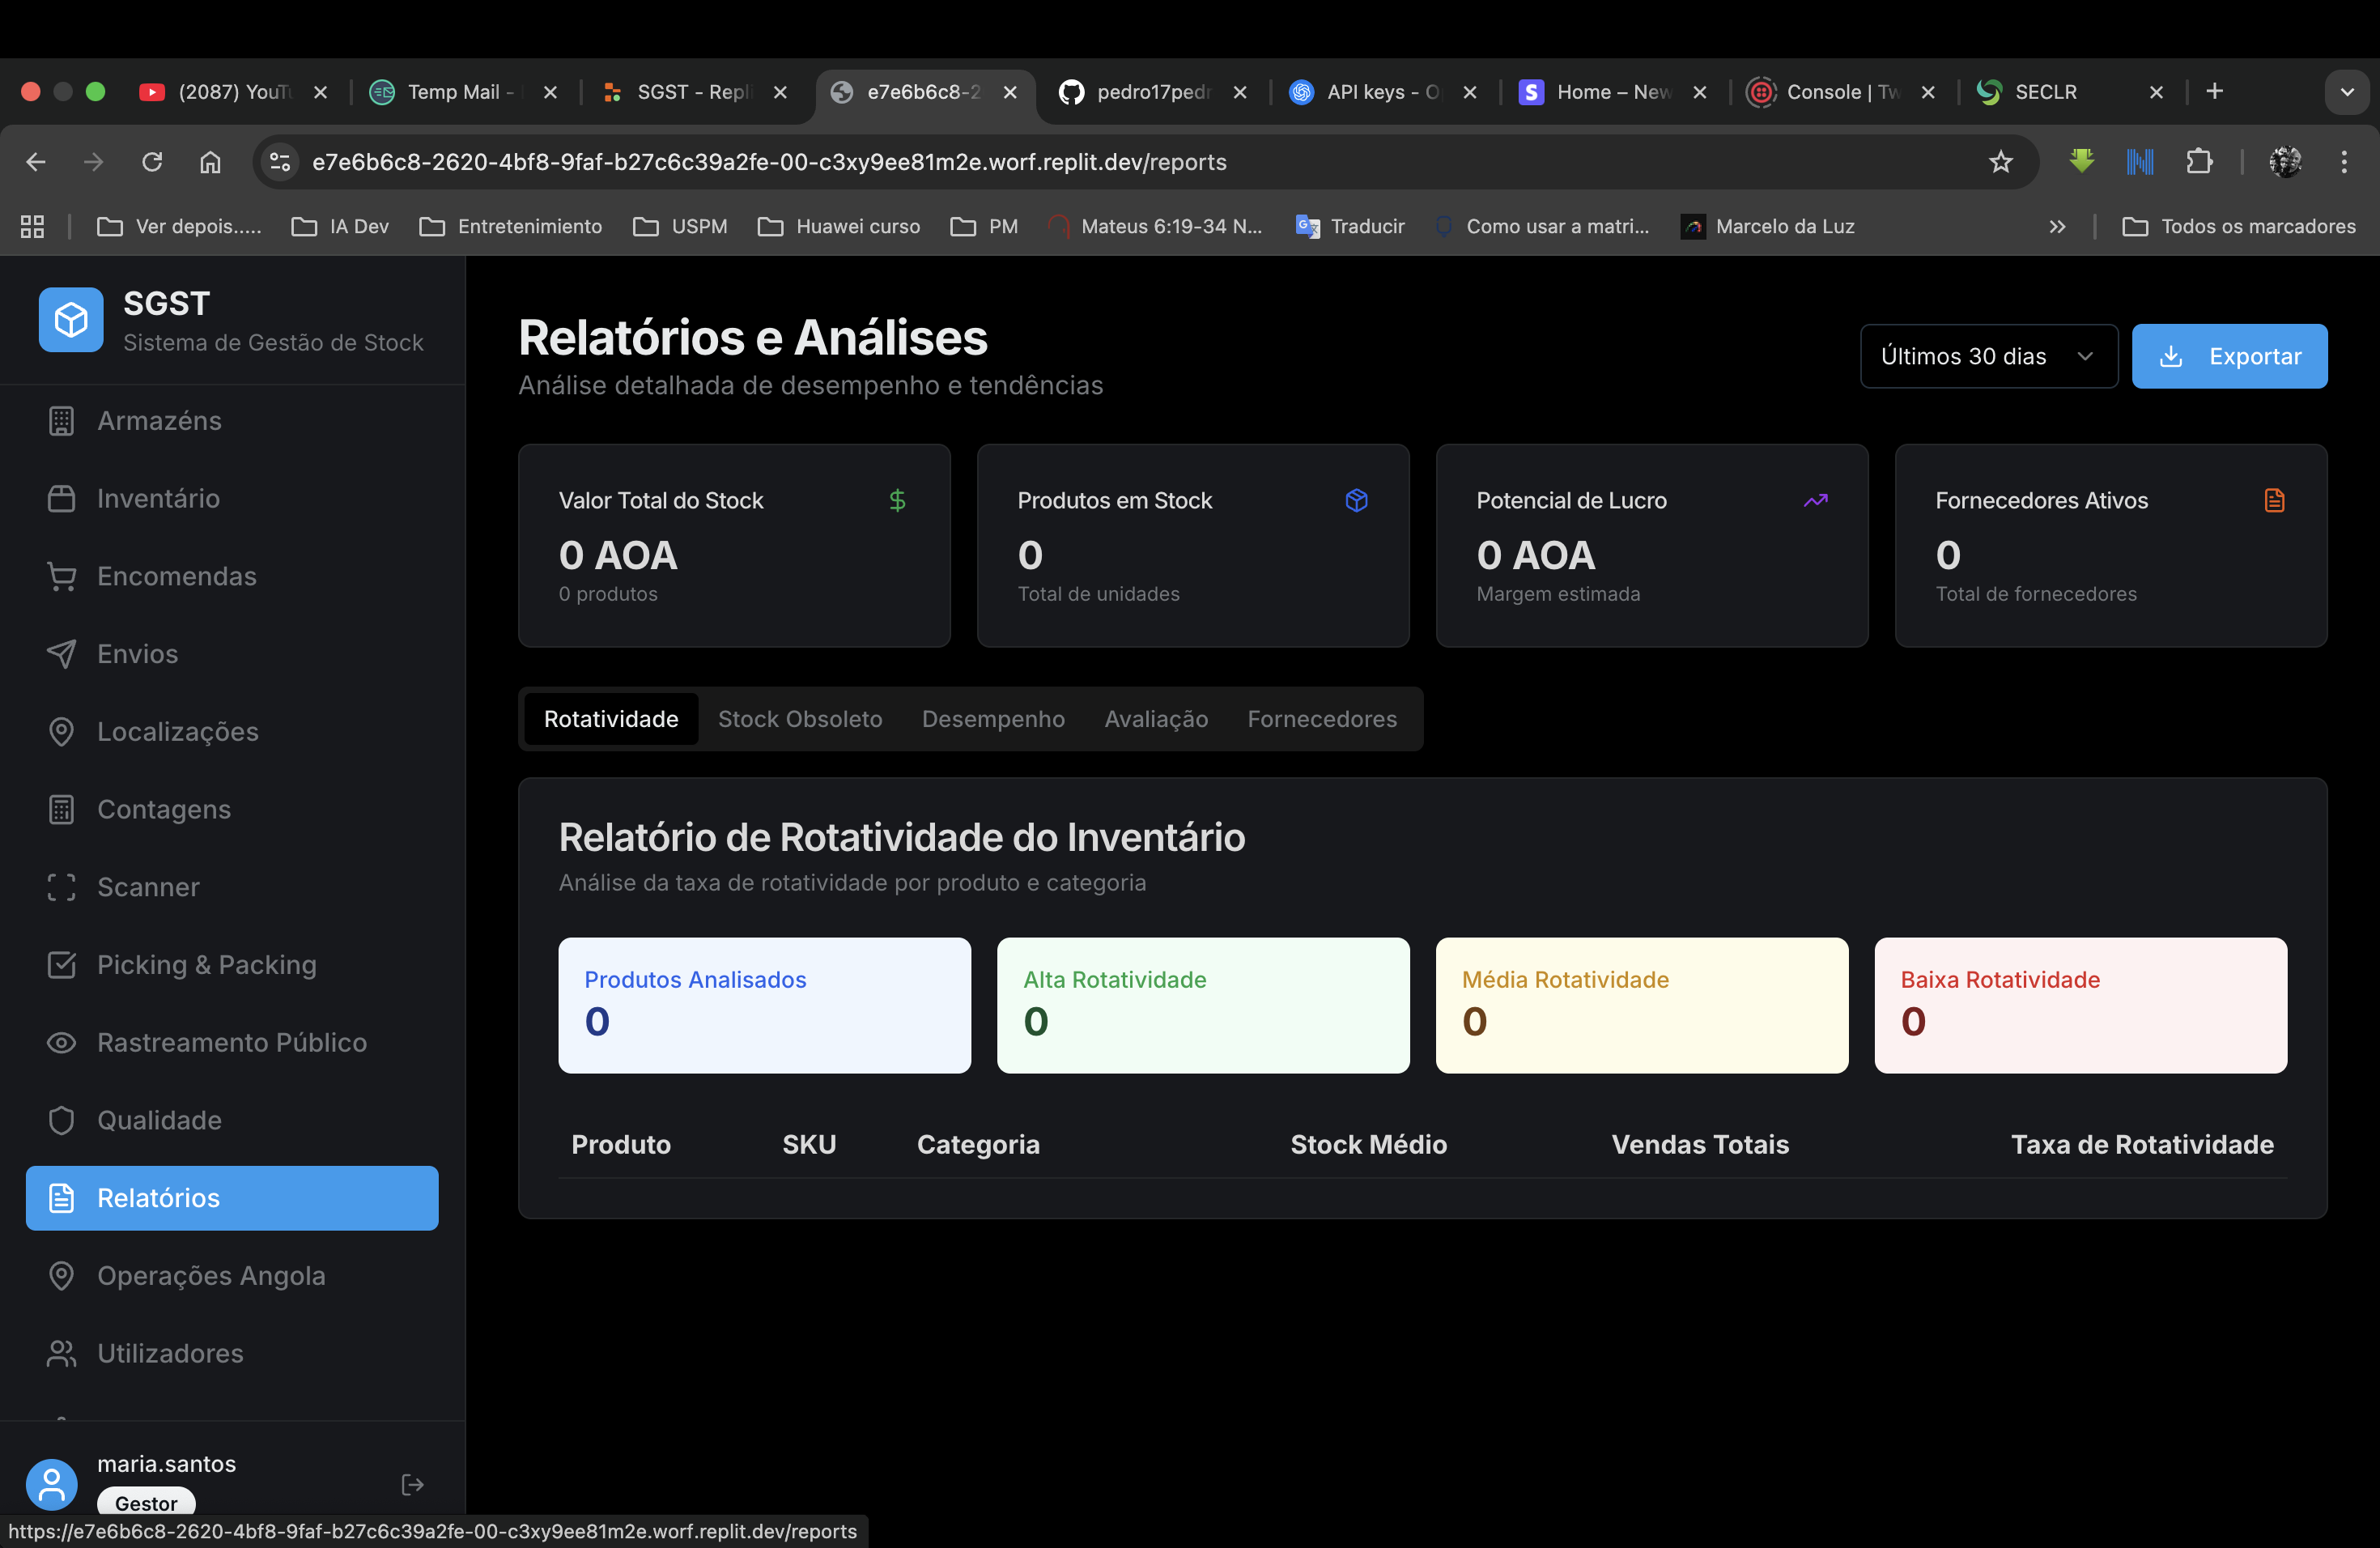 (2087) YouTu
Temp Mail -
SGST - Repli
e7e6b6c8-2
pedro17pedr
API keys - O
Home – New
Console | Tw
SECLR
e7e6b6c8-2620-4bf8-9faf-b27c6c39a2fe-00-c3xy9ee81m2e.worf.replit.dev/reports
Ver depois.....
IA Dev
Entretenimiento
USPM
Huawei curso
PM
Mateus 6:19-34 N...
Traducir
Como usar a matri...
Marcelo da Luz
Todos os marcadores
SGST
Sistema de Gestão de Stock
Armazéns
Inventário
Encomendas
Envios
Localizações
Contagens
Scanner
Picking & Packing
Rastreamento Público
Qualidade
Relatórios
Operações Angola
Utilizadores
maria.santos
Gestor
Relatórios e Análises
Análise detalhada de desempenho e tendências
Últimos 30 dias
Exportar
Valor Total do Stock
0 AOA
0 produtos
Produtos em Stock
0
Total de unidades
Potencial de Lucro
0 AOA
Margem estimada
Fornecedores Ativos
0
Total de fornecedores
Rotatividade
Stock Obsoleto
Desempenho
Avaliação
Fornecedores
Relatório de Rotatividade do Inventário
Análise da taxa de rotatividade por produto e categoria
Produtos Analisados
0
Alta Rotatividade
0
Média Rotatividade
0
Baixa Rotatividade
0
Produto SKU Categoria Stock Médio Vendas Totais Taxa de Rotatividade
https://e7e6b6c8-2620-4bf8-9faf-b27c6c39a2fe-00-c3xy9ee81m2e.worf.replit.dev/reports